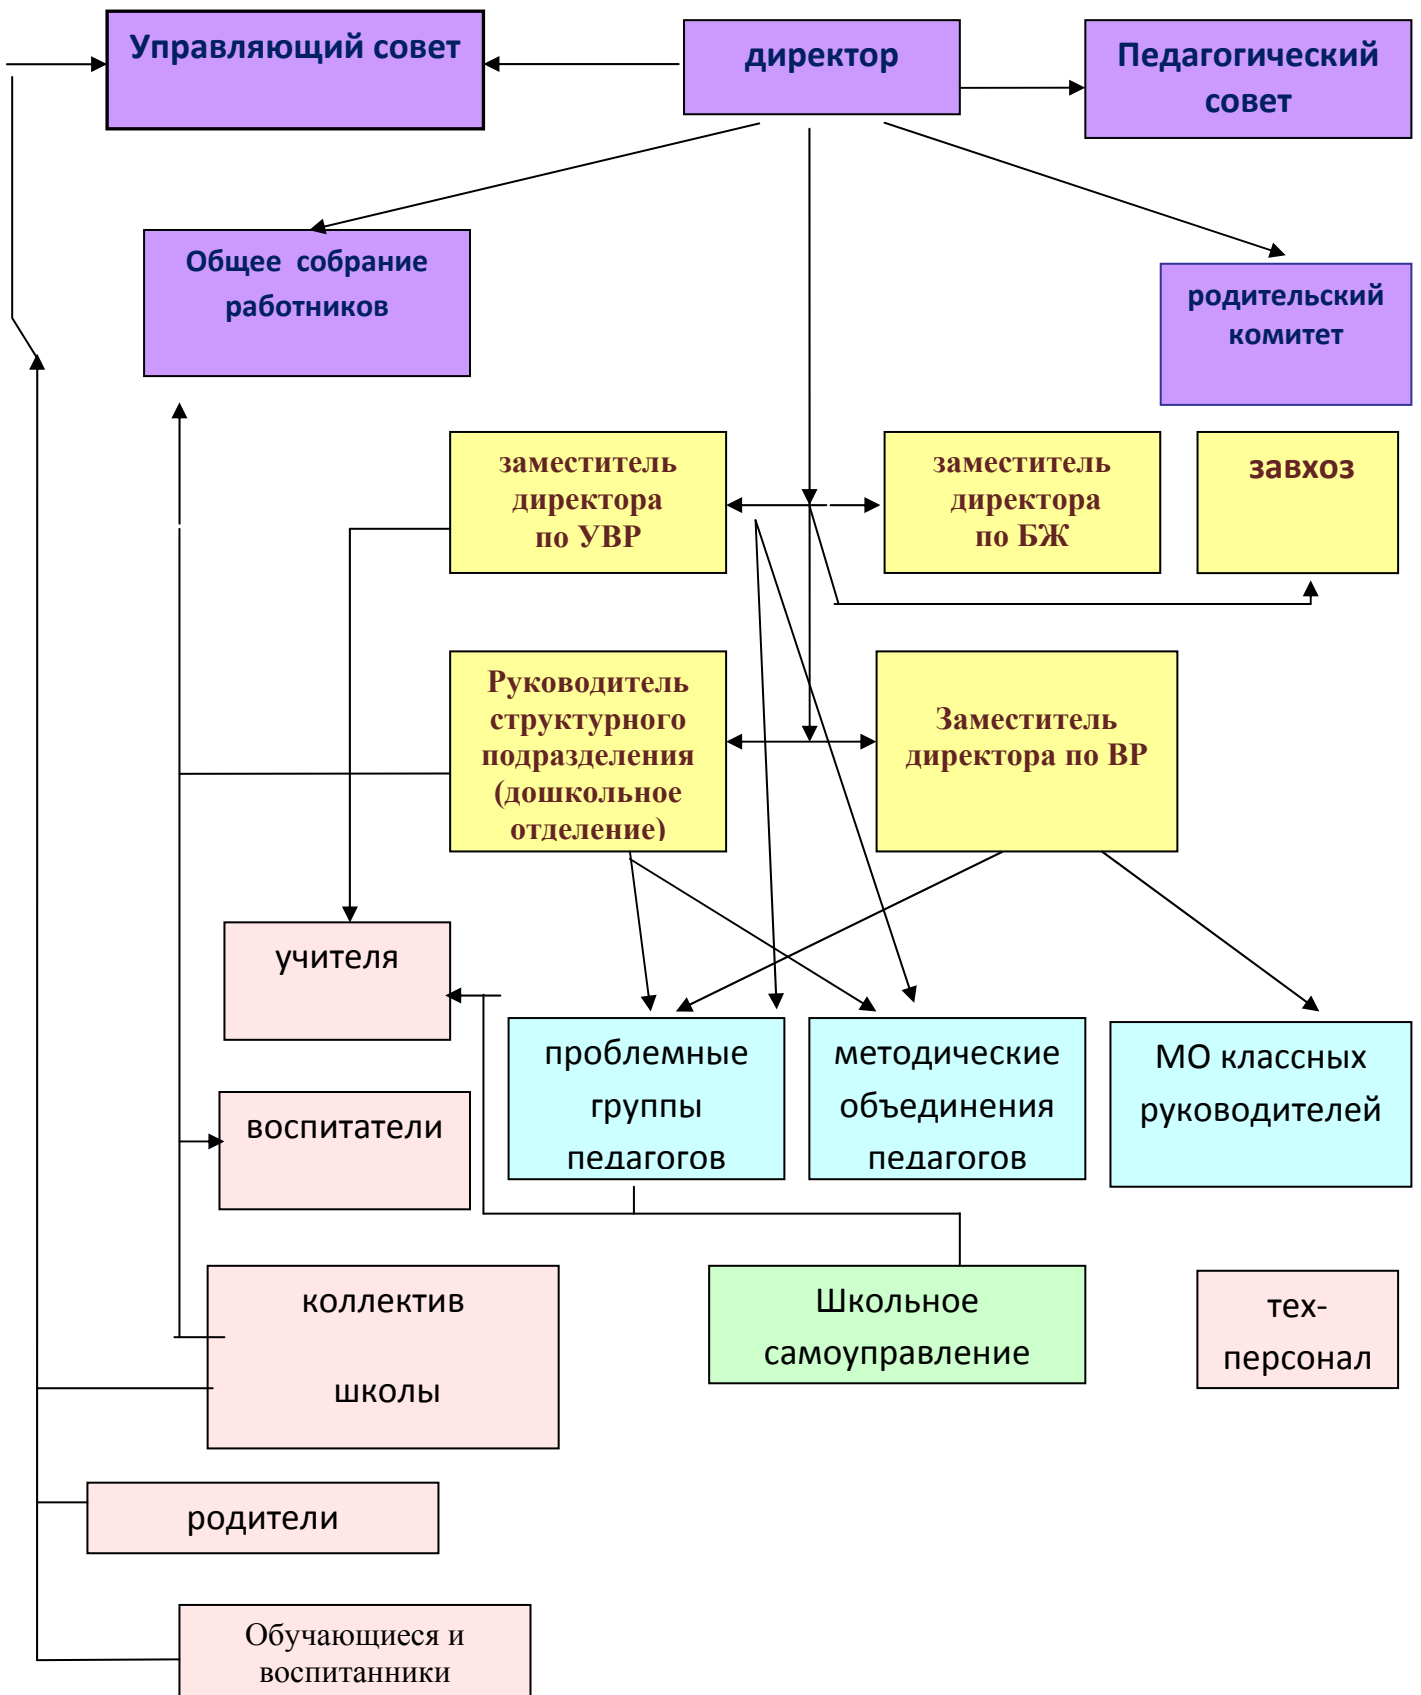 Управляющий совет
директор
Педагогический
совет
Общее собрание
работников
родительский
комитет
заместитель
директора
по УВР
заместитель
директора
по БЖ
завхоз
Руководитель
структурного
подразделения
(дошкольное
отделение)
Заместитель
директора по ВР
учителя
проблемные
группы
педагогов
методические
объединения
педагогов
МО классных
руководителей
воспитатели
коллектив
школы
Школьное
самоуправление
тех-
персонал
родители
Обучающиеся и
воспитанники